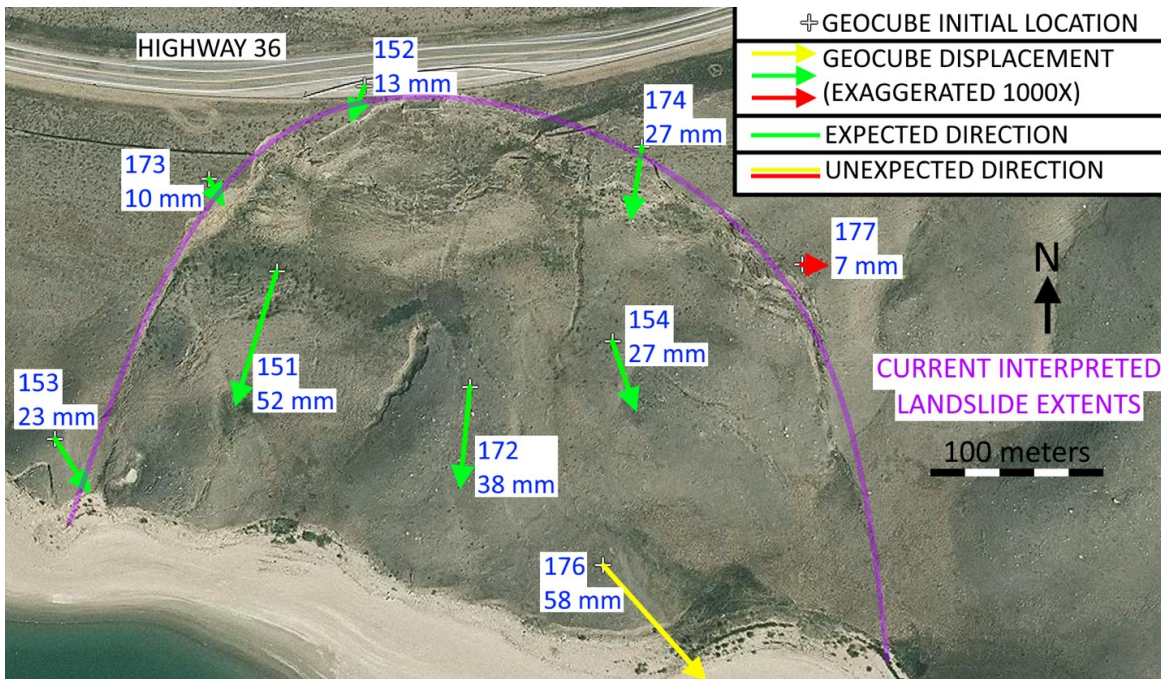 HIGHWAY 36
152
13 mm
174
27 mm
173
10 mm
177
7 mm
151
52 mm
154
27 mm
153
23 mm
172
38 mm
176
58 mm
GEOCUBE INITIAL LOCATION
GEOCUBE DISPLACEMENT
(EXAGGERATED 1000X)
EXPECTED DIRECTION
UNEXPECTED DIRECTION
N
CURRENT INTERPRETED
LANDSLIDE EXTENTS
100 meters